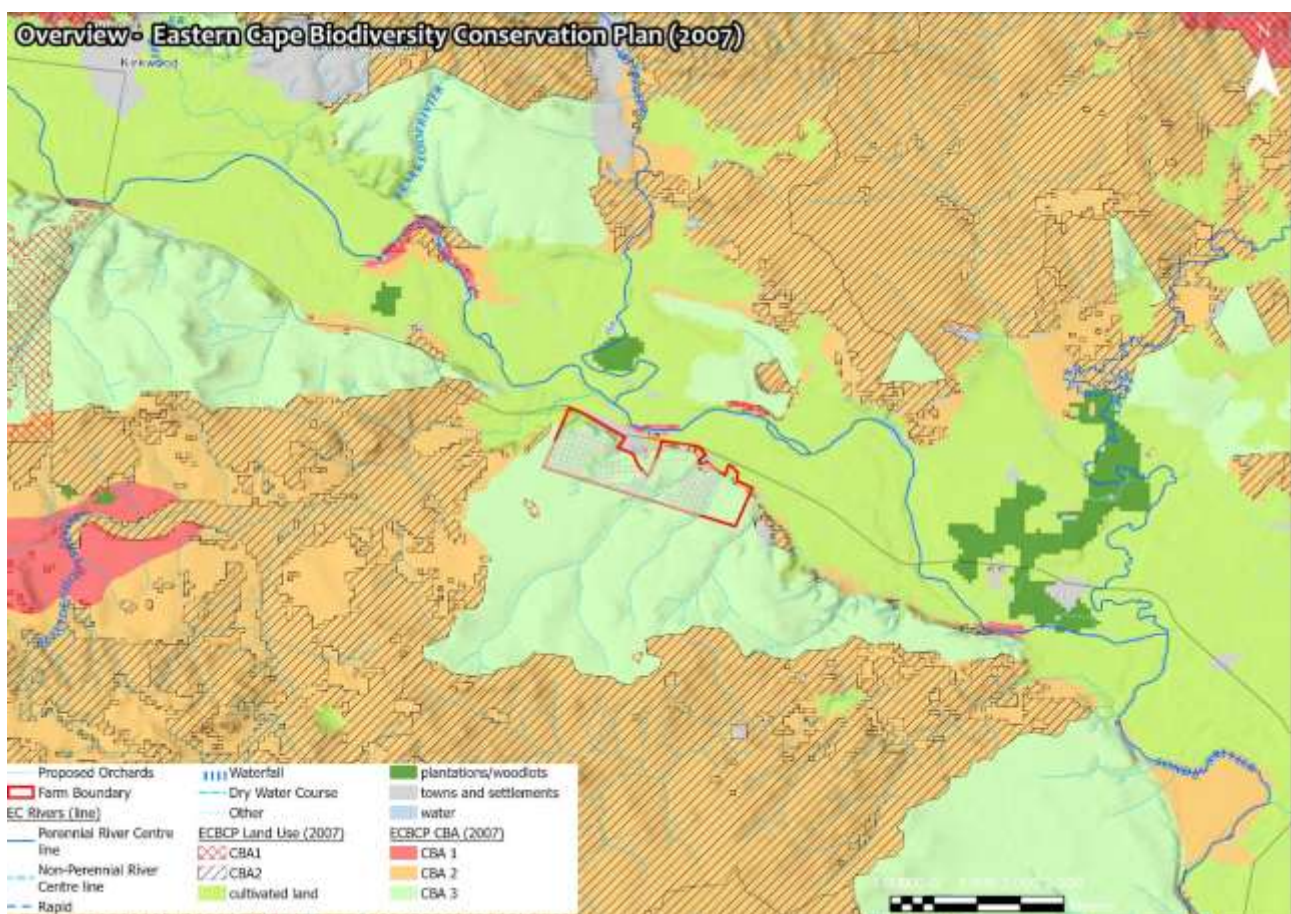 Overview - Eastern Cape Biodiversity Conservation Plan (2007)
Kirkwood
N
Proposed Orchards
Farm Boundary
EC Rivers (line)
Perennial River Centre
line
Non-Perennial River
Centre line
Rapid
Waterfall
Dry Water Course
Other
ECBCP Land Use (2007)
CBA1
CBA2
cultivated land
plantations/woodlots
towns and settlements
water
ECBCP CBA (2007)
CBA 1
CBA 2
CBA 3